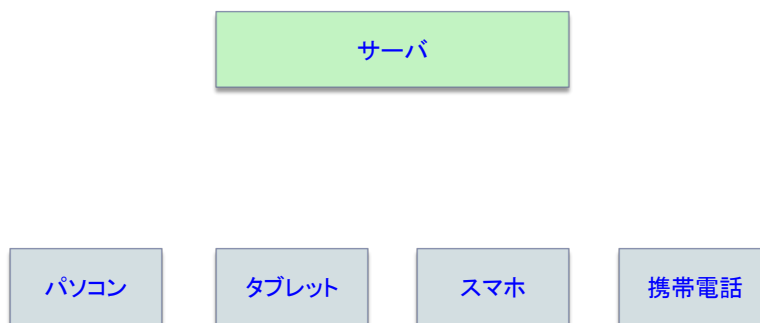 サーバ
パソコン
タブレット
スマホ
携帯電話